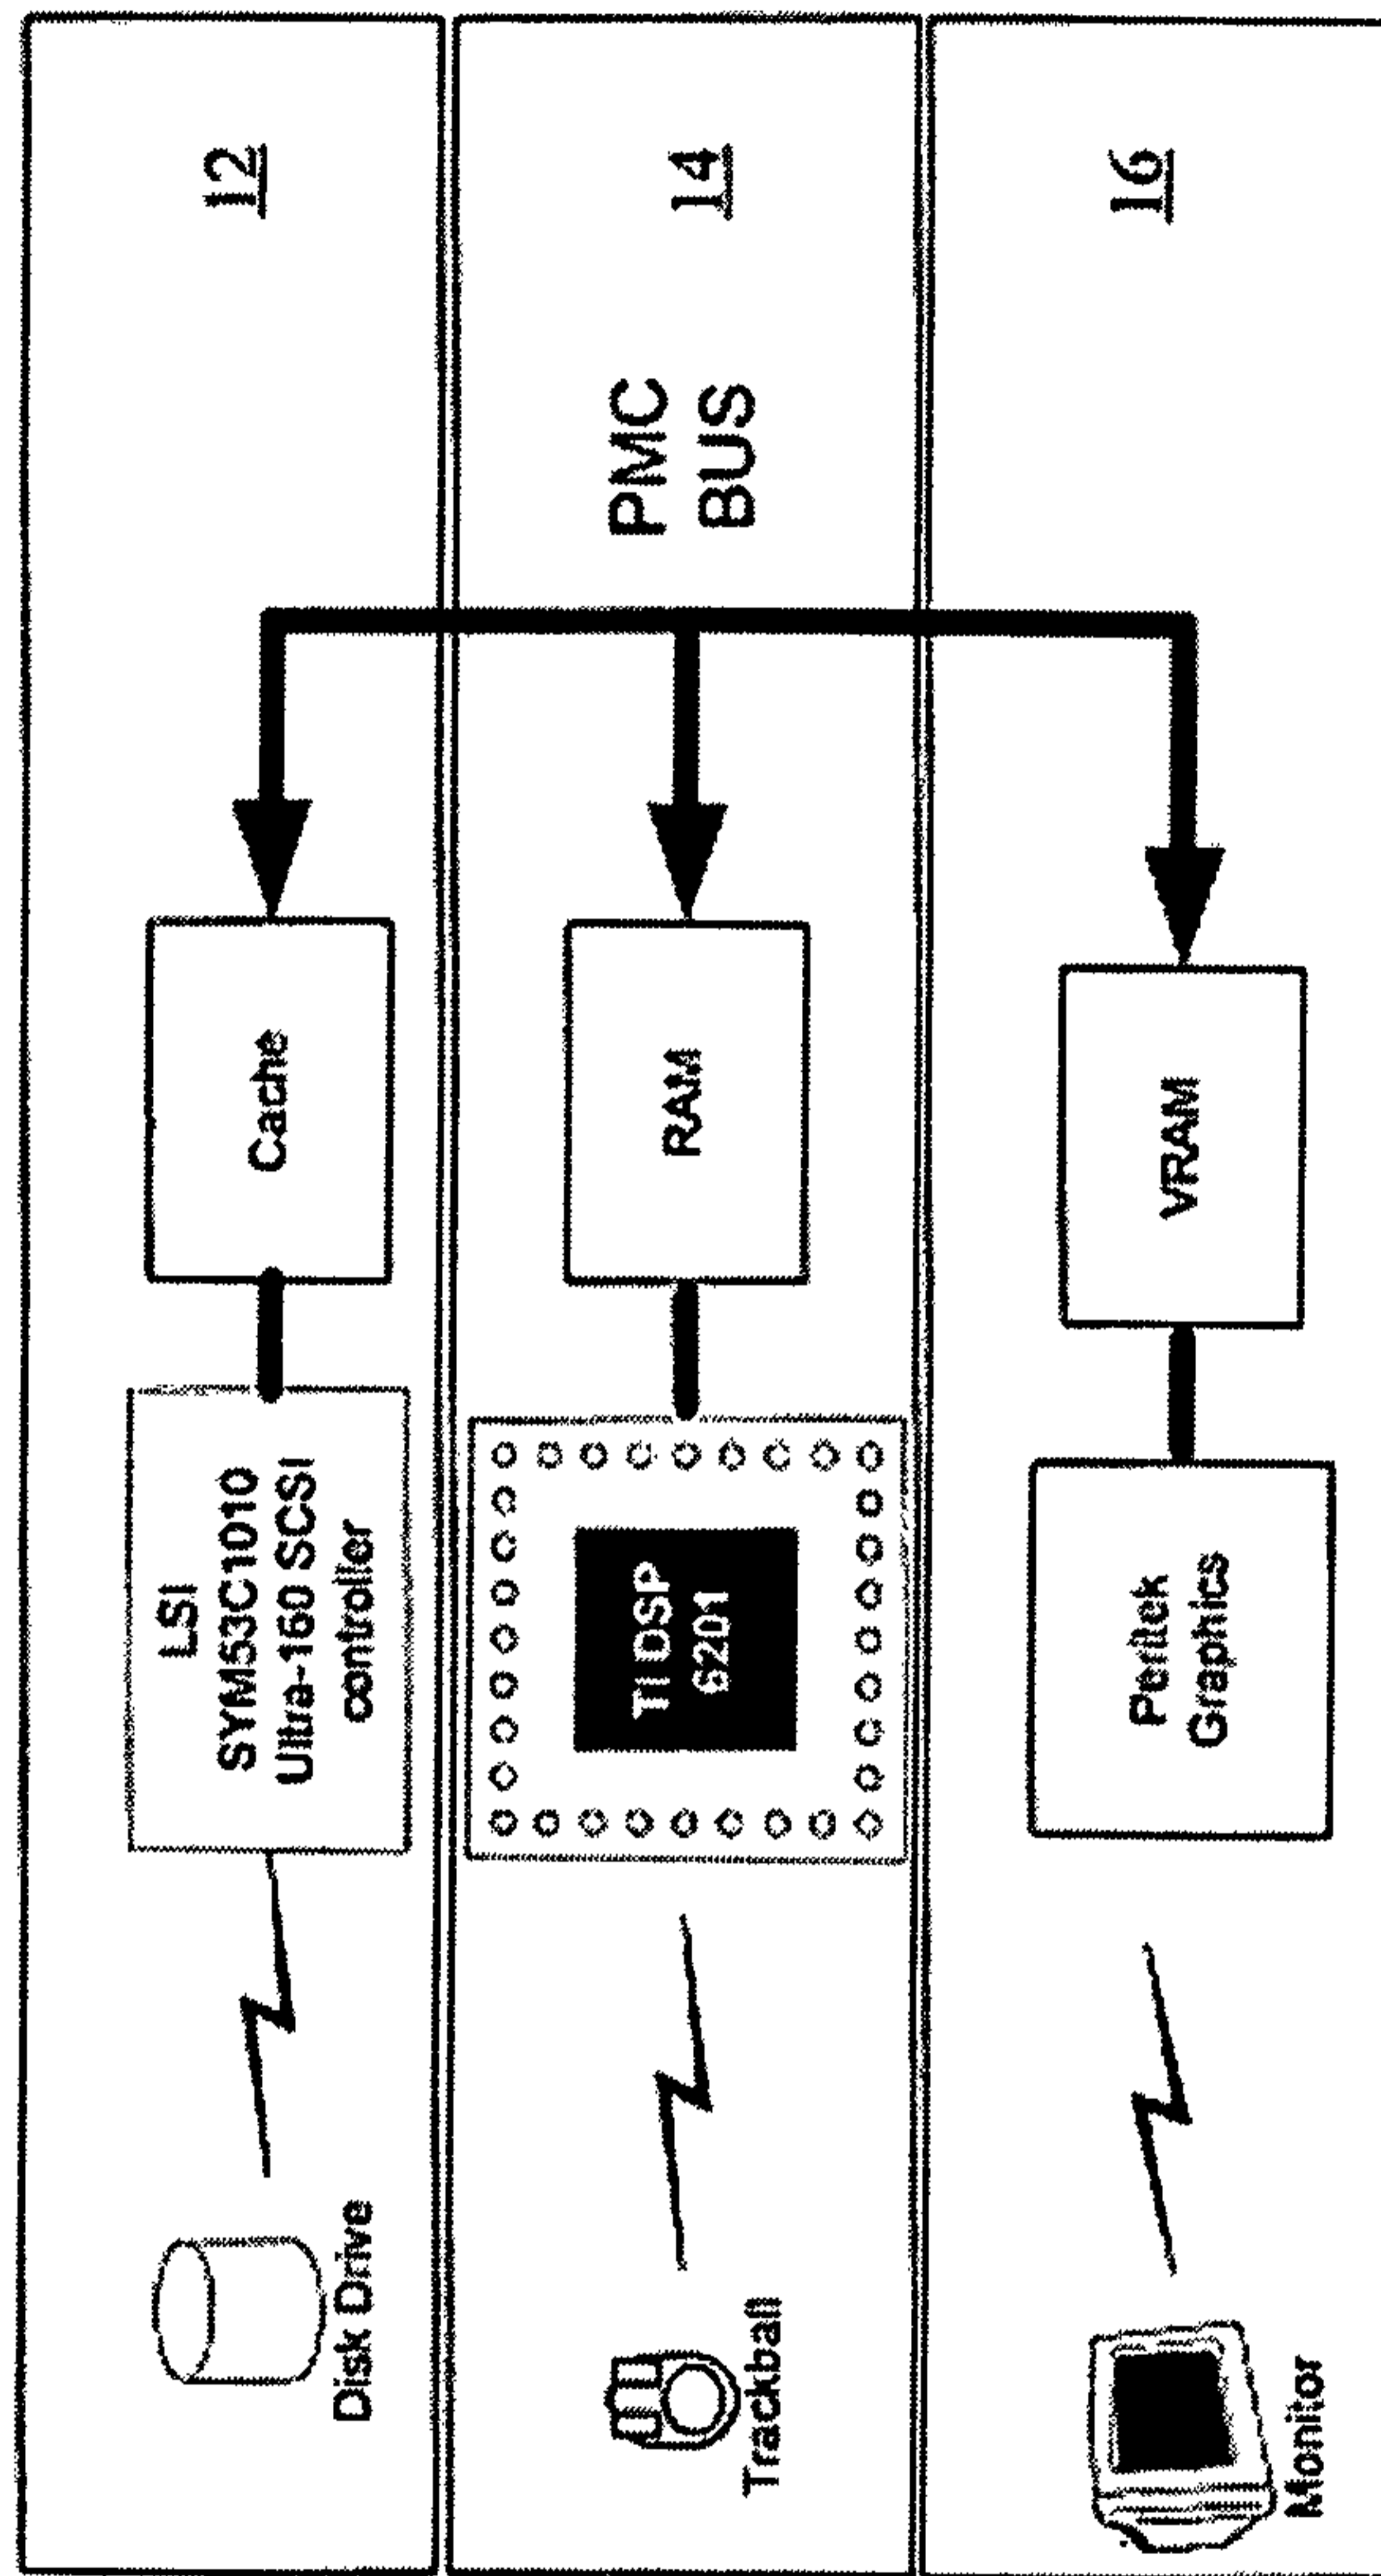 12
Cache
LSI
SYM53C1010
Ultra-160 SCSI
controller
Disk Drive
14
PMC
BUS
RAM
TI DSP
6201
Trackball
16
VRAM
Peritek
Graphics
Monitor